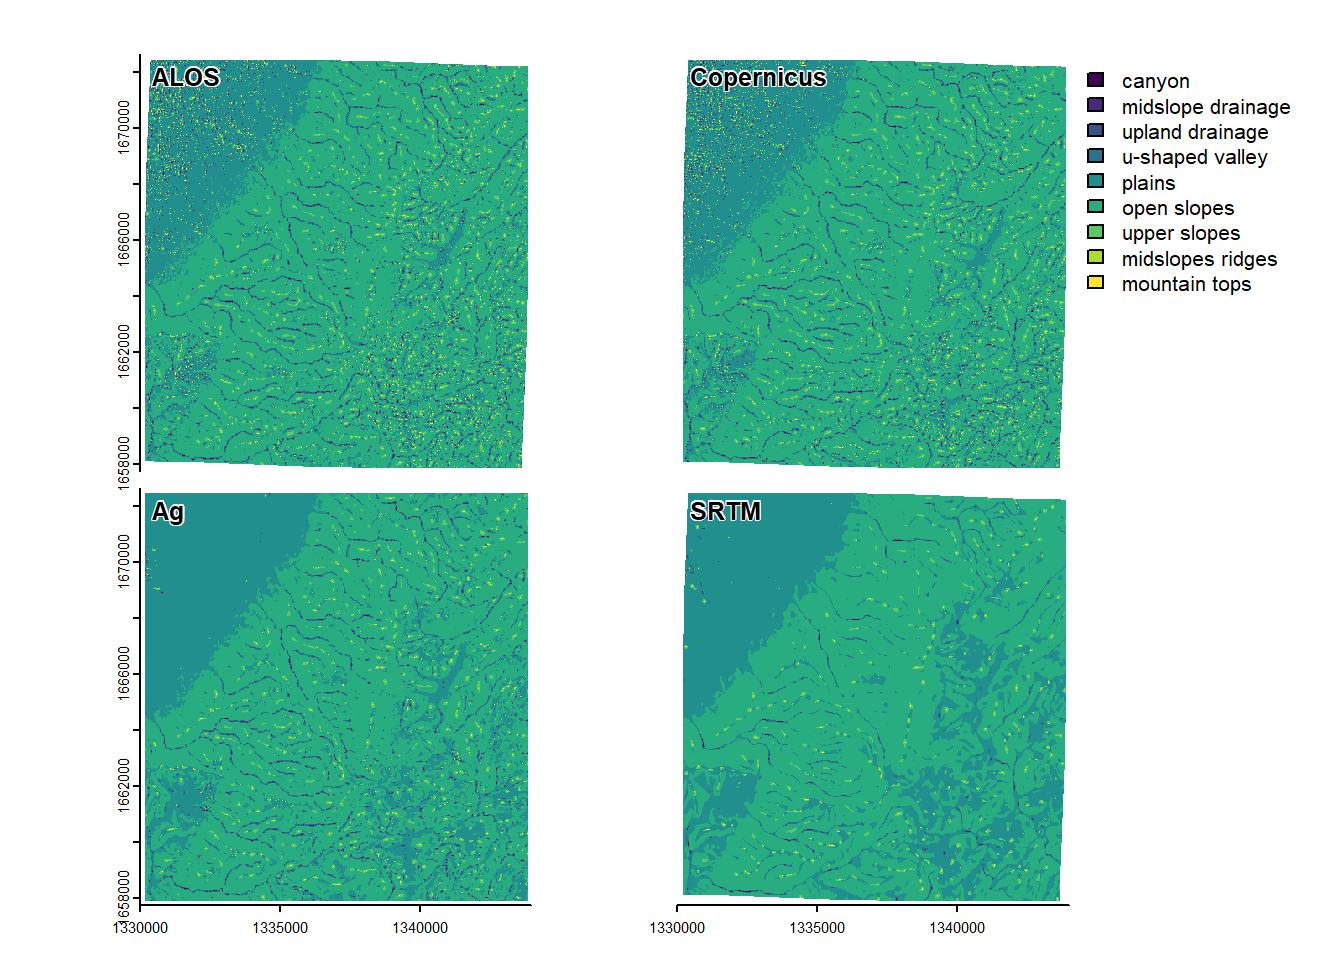 ALOS
Copernicus
canyon
midslope drainage
upland drainage
u-shaped valley
plains
open slopes
upper slopes
midslopes ridges
mountain tops
1670000
1666000
1662000
1658000
Ag
SRTM
1670000
1666000
1662000
1658000
1330000 1335000 1340000
1330000 1335000 1340000